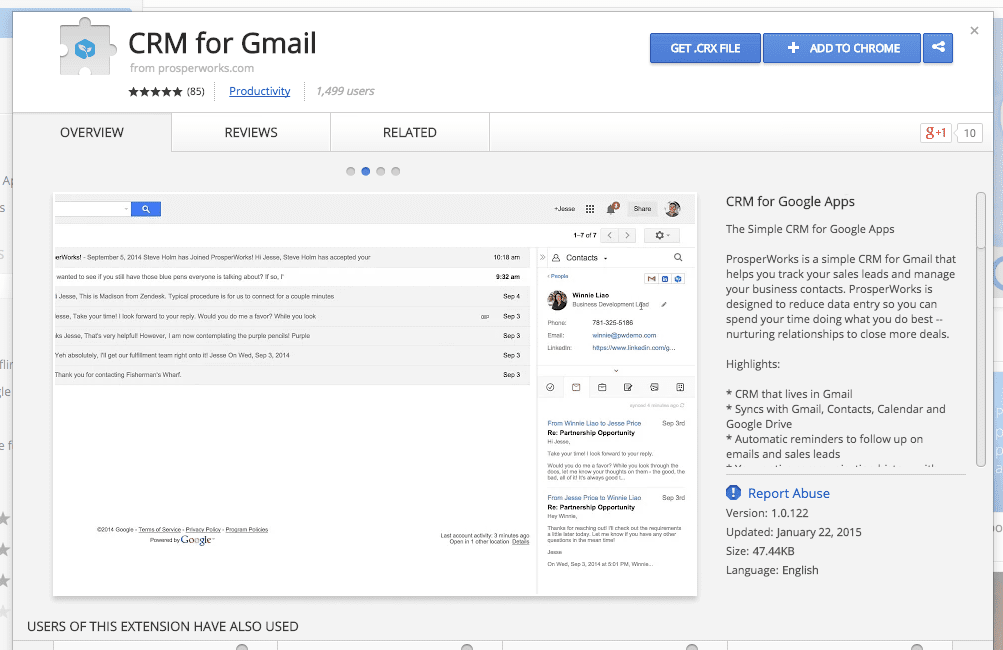 CRM for Gmail
from prosperworks.com
(85)
Productivity
1,499 users
GET .CRX FILE
+ ADD TO CHROME
OVERVIEW
REVIEWS
RELATED
g+1
10
+Jesse
2
Share
1–7 of 7
erWorks! - September 5, 2014 Steve Holm has Joined ProsperWorks! Hi Jesse, Steve Holm has accepted your
10:18 am
wanted to see if you still have those blue pens everyone is talking about? If so, I'
9:32 am
Jesse, This is Madison from Zendesk. Typical procedure is for us to connect for a couple minutes
Sep 4
esse, Take your time! I look forward to your reply. Would you do me a favor? While you look
Sep 3
ks Jesse, That's very helpful! However, I am now contemplating the purple pencils! Purple
Sep 3
Yeah absolutely, I'll get our fulfillment team right onto it! Jesse On Wed, Sep 3, 2014
Sep 3
Thank you for contacting Fisherman's Wharf.
Sep 3
©2014 Google - Terms of Service - Privacy Policy - Program Policies
Powered by Google™
Last account activity: 3 minutes ago
Open in 1 other location Details
Contacts
‹ People
Winnie Liao
Business Development Lead
Phone: 781-325-5186
Email: winnie@pwdemo.com
LinkedIn: https://www.linkedin.com/g...
From Winnie Liao to Jesse Price
Sep 3rd
Re: Partnership Opportunity
Hi Jesse,
Take your time! I look forward to your reply.
Would you do me a favor? While you look through the
docs, let me know your thoughts on them - the good, the
bad, all of it! It's always good t...
From Jesse Price to Winnie Liao
Sep 3rd
Re: Partnership Opportunity
Hey Winnie,
Thanks for reaching out! I'll check out the requirements
a little later today. Let me know if you have any other
questions in the mean time!
Jesse
On Wed, Sep 3, 2014 at 5:01 PM, Winnie...
CRM for Google Apps
The Simple CRM for Google Apps
ProsperWorks is a simple CRM for Gmail that
helps you track your sales leads and manage
your business contacts. ProsperWorks is
designed to reduce data entry so you can
spend your time doing what you do best --
nurturing relationships to close more deals.
Highlights:
* CRM that lives in Gmail
* Syncs with Gmail, Contacts, Calendar and
Google Drive
* Automatic reminders to follow up on
emails and sales leads
Report Abuse
Version: 1.0.122
Updated: January 22, 2015
Size: 47.44KB
Language: English
USERS OF THIS EXTENSION HAVE ALSO USED